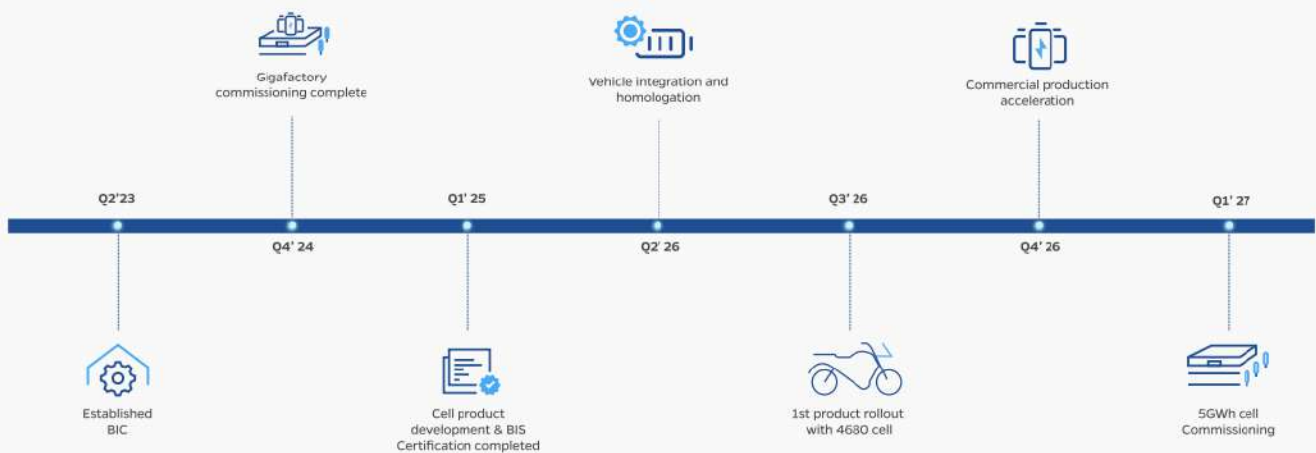 Gigafactory
commissioning complete
Vehicle integration and
homologation
Commercial production
acceleration
Q2'23
Q1' 25
Q3' 26
Q1' 27
Q4' 24
Q2' 26
Q4' 26
Established
BIC
Cell product
development & BIS
Certification completed
1st product rollout
with 4680 cell
5GWh cell
Commissioning